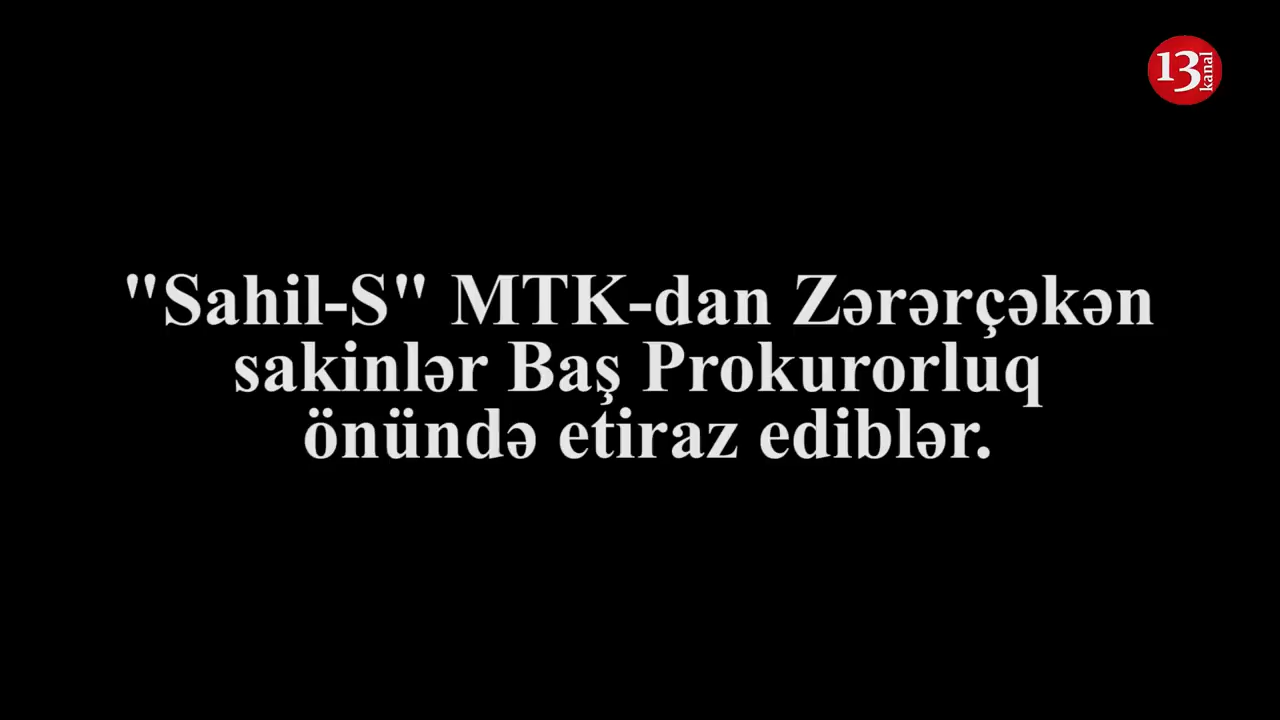 13 kanal
"Sahil-S" MTK-dan Zərərçəkən
sakinlər Baş Prokurorluq
önündə etiraz ediblər.